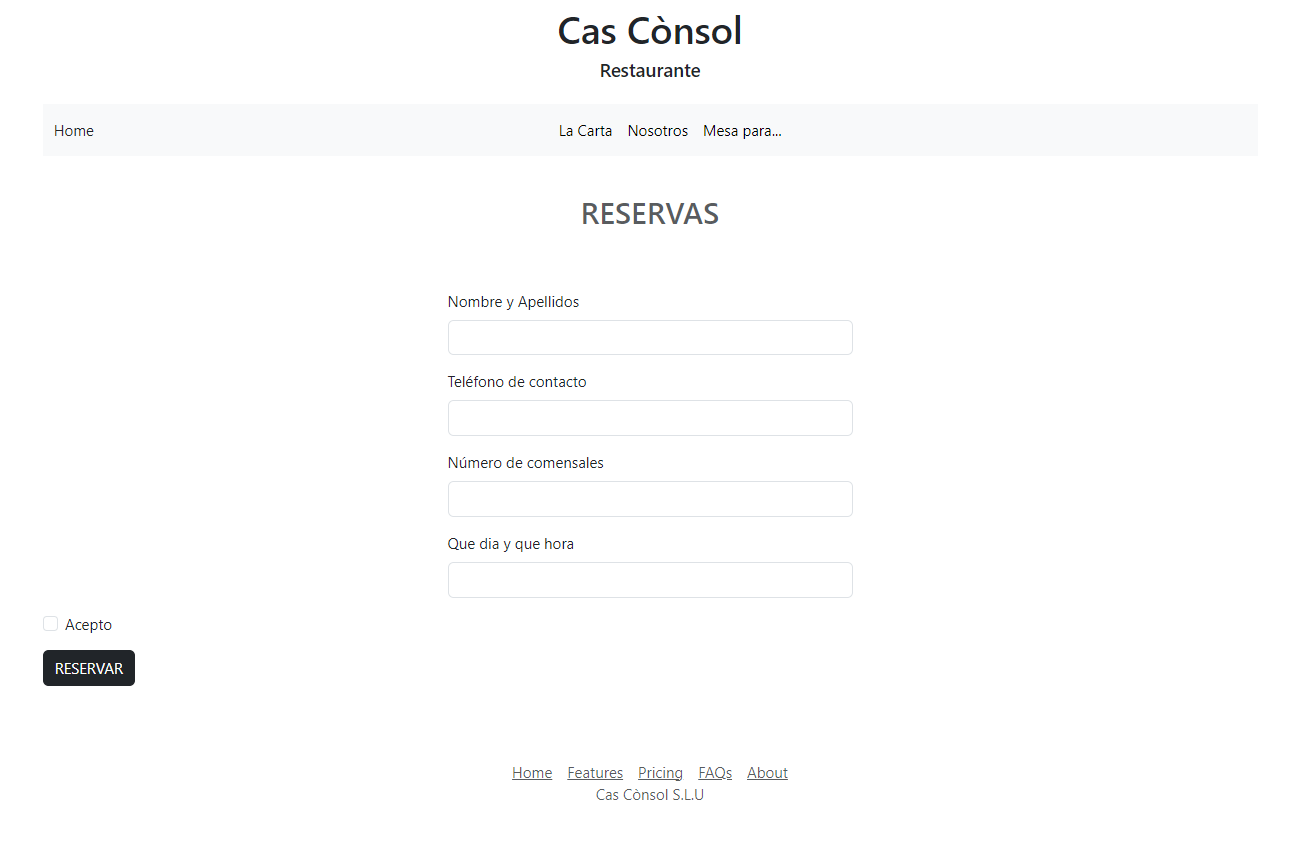 Cas Cònsol
Restaurante
Home La Carta Nosotros Mesa para...
RESERVAS
Nombre y Apellidos
Teléfono de contacto
Número de comensales
Que dia y que hora
Acepto
RESERVAR
Home Features Pricing FAQs About
Cas Cònsol S.L.U